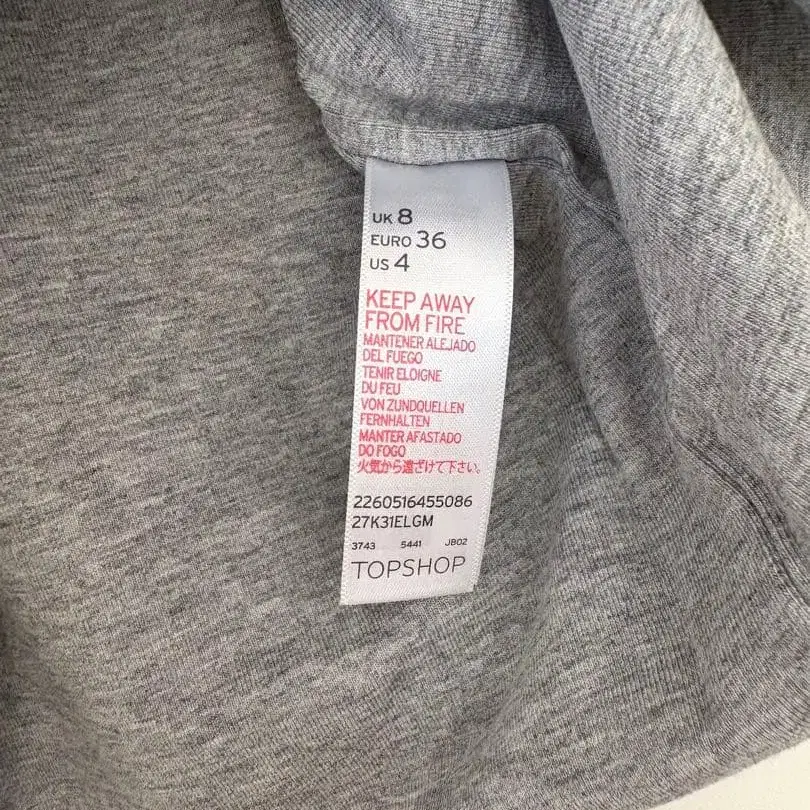 UK 8
EURO 36
US 4
KEEP AWAY
FROM FIRE
MANTENER ALEJADO
DEL FUEGO
TENIR ELOIGNE
DU FEU
VON ZUNDQUELLEN
FERNHALTEN
MANTER AFASTADO
DO FOGO
火気から遠ざけて下さい。
2260516455086
27K31ELGM
3743 5441 JB02
TOPSHOP